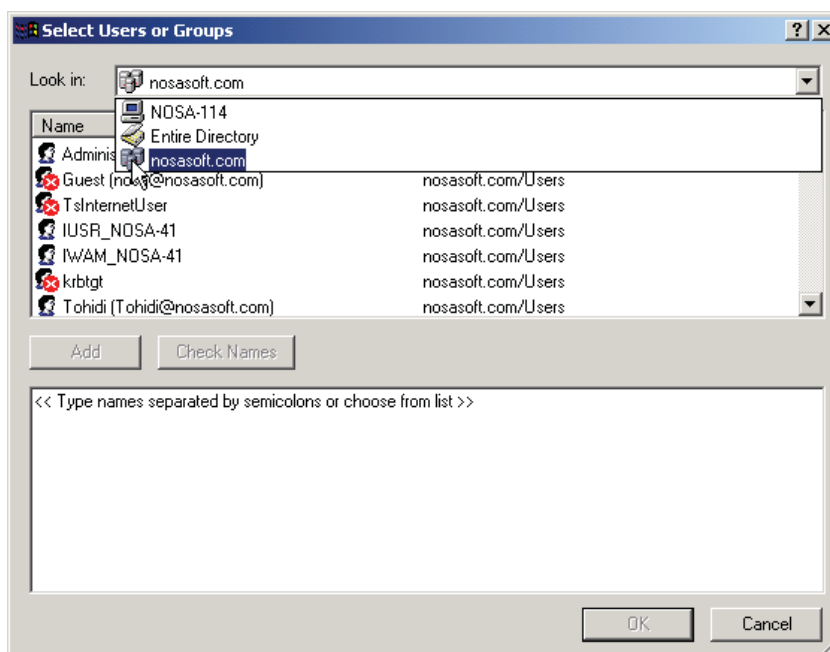 Select Users or Groups
Look in: nosasoft.com
NOSA-114
Name
Entire Directory
nosasoft.com
Guest (@nosasoft.com) nosasoft.com/Users
TsInternetUser nosasoft.com/Users
IUSR_NOSA-41 nosasoft.com/Users
IWAM_NOSA-41 nosasoft.com/Users
krbtgt nosasoft.com/Users
Tohidi (Tohidi@nosasoft.com) nosasoft.com/Users
Add Check Names
<< Type names separated by semicolons or choose from list >>
OK Cancel